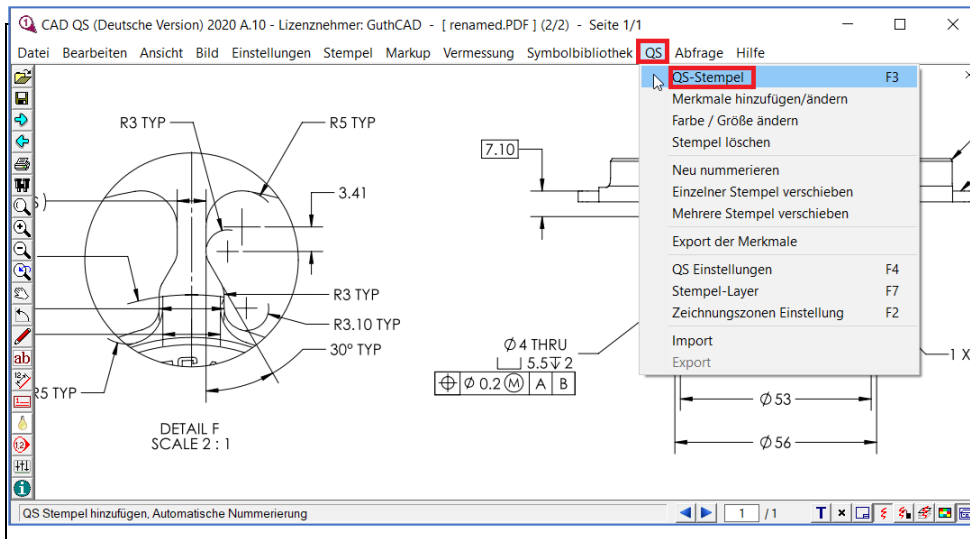 CAD QS (Deutsche Version) 2020 A.10 - Lizenznehmer: GuthCAD - [ renamed.PDF ] (2/2) - Seite 1/1
Datei Bearbeiten Ansicht Bild Einstellungen Stempel Markup Vermessung Symbolbibliothek QS Abfrage Hilfe
QS-Stempel F3
Merkmale hinzufügen/ändern
Farbe / Größe ändern
Stempel löschen
Neu nummerieren
Einzelner Stempel verschieben
Mehrere Stempel verschieben
Export der Merkmale
QS Einstellungen F4
Stempel-Layer F7
Zeichnungszonen Einstellung F2
Import
Export
R3 TYP
R5 TYP
7.10
3.41
S)
R3 TYP
R3.10 TYP
30° TYP
R5 TYP
DETAIL F
SCALE 2 : 1
Ø 4 THRU
⌴ 5.5 ↧ 2
⌖ Ø 0.2 Ⓜ A B
1 X
Ø 53
Ø 56
ab
QS Stempel hinzufügen, Automatische Nummerierung
1 /1
T